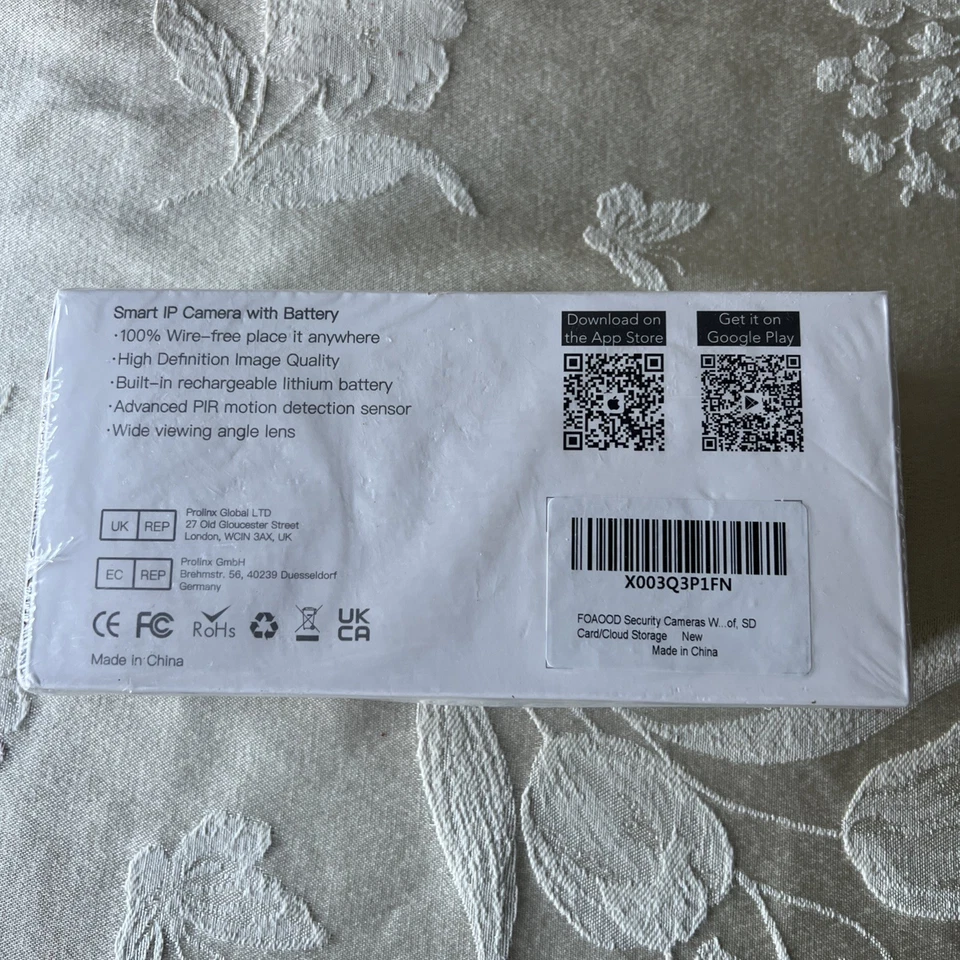 Smart IP Camera with Battery
·100% Wire-free place it anywhere
·High Definition Image Quality
·Built-in rechargeable lithium battery
·Advanced PIR motion detection sensor
·Wide viewing angle lens
Download on
the App Store
Get it on
Google Play
UK REP
Prolinx Global LTD
27 Old Gloucester Street
London, WCIN 3AX, UK
EC REP
Prolinx GmbH
Brehmstr. 56, 40239 Duesseldorf
Germany
CE FC RoHS UK
CA
Made in China
X003Q3P1FN
FOAOOD Security Cameras W...of, SD
Card/Cloud Storage New
Made in China